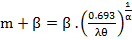 m + β = β . (0.693/λθ)^(1/α)